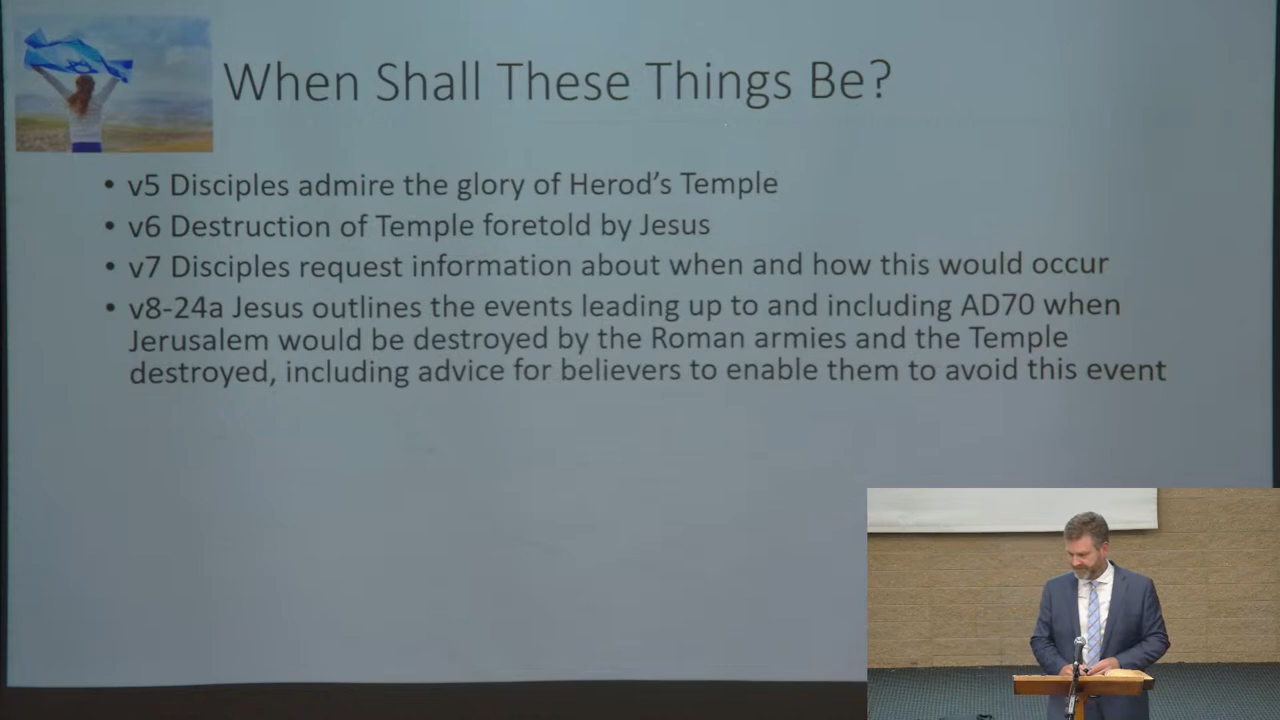 When Shall These Things Be?
• v5 Disciples admire the glory of Herod's Temple
• v6 Destruction of Temple foretold by Jesus
• v7 Disciples request information about when and how this would occur
• v8-24a Jesus outlines the events leading up to and including AD70 when
Jerusalem would be destroyed by the Roman armies and the Temple
destroyed, including advice for believers to enable them to avoid this event